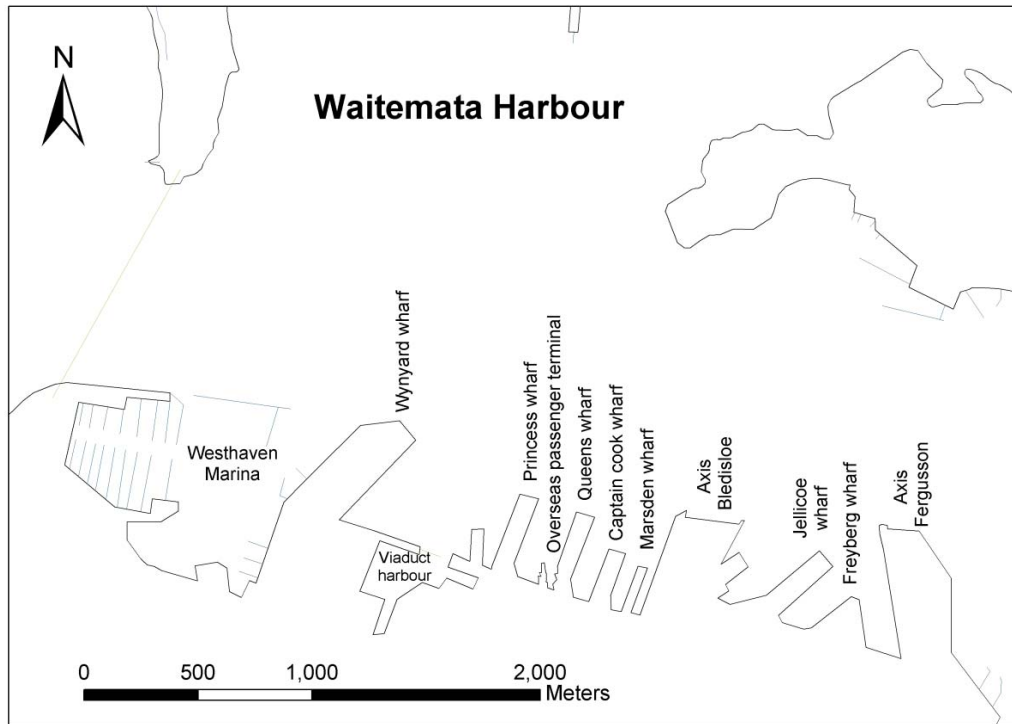 N
Waitemata Harbour
Wynyard wharf
Princess wharf
Overseas passenger terminal
Queens wharf
Captain cook wharf
Marsden wharf
Axis
Bledisloe
Jellicoe
wharf
Freyberg wharf
Axis
Fergusson
Westhaven
Marina
Viaduct
harbour
0 500 1,000 2,000
Meters